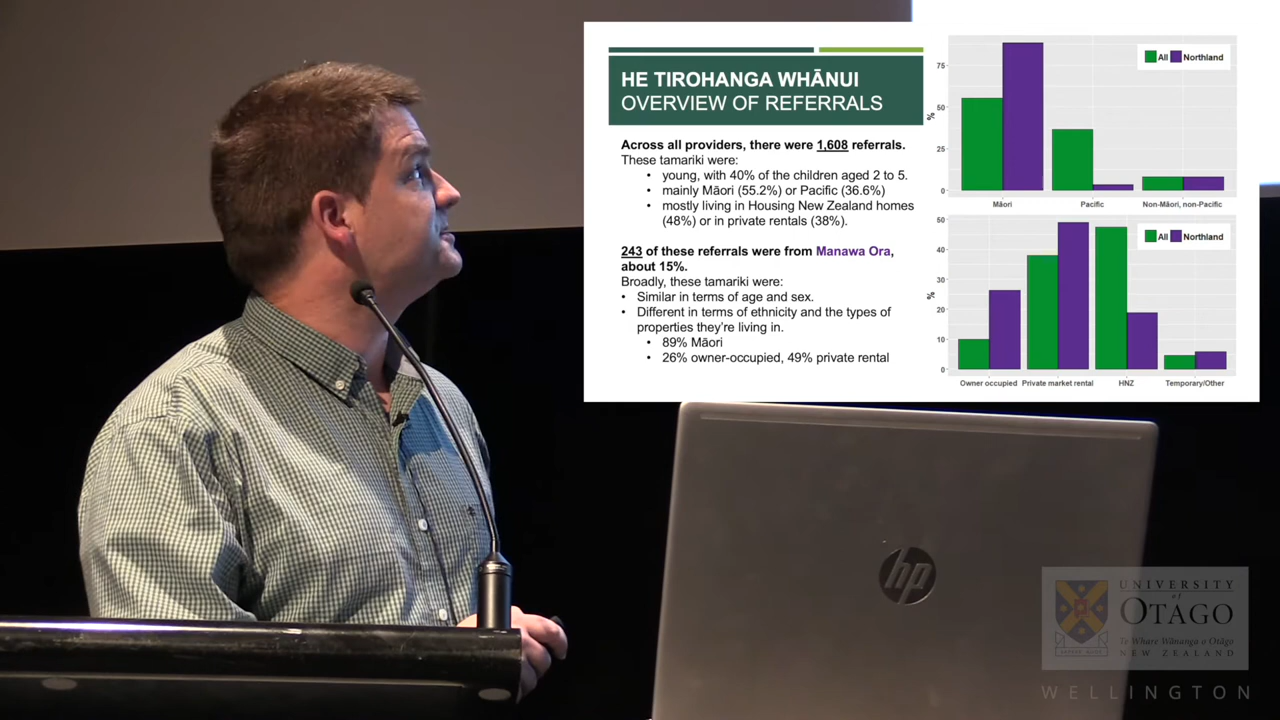 HE TIROHANGA WHĀNUI
OVERVIEW OF REFERRALS
Across all providers, there were 1,608 referrals.
These tamariki were:
• young, with 40% of the children aged 2 to 5.
• mainly Māori (55.2%) or Pacific (36.6%)
• mostly living in Housing New Zealand homes
(48%) or in private rentals (38%).
243 of these referrals were from Manawa Ora,
about 15%.
Broadly, these tamariki were:
• Similar in terms of age and sex.
• Different in terms of ethnicity and the types of
properties they're living in.
• 89% Māori
• 26% owner-occupied, 49% private rental
All Northland
75
50
25
0
%
Māori Pacific Non-Māori, non-Pacific
All Northland
50
40
30
20
10
0
%
Owner occupied Private market rental HNZ Temporary/Other
hp
UNIVERSITY
of
OTAGO
Te Whare Wānanga o Otāgo
NEW ZEALAND
WELLINGTON